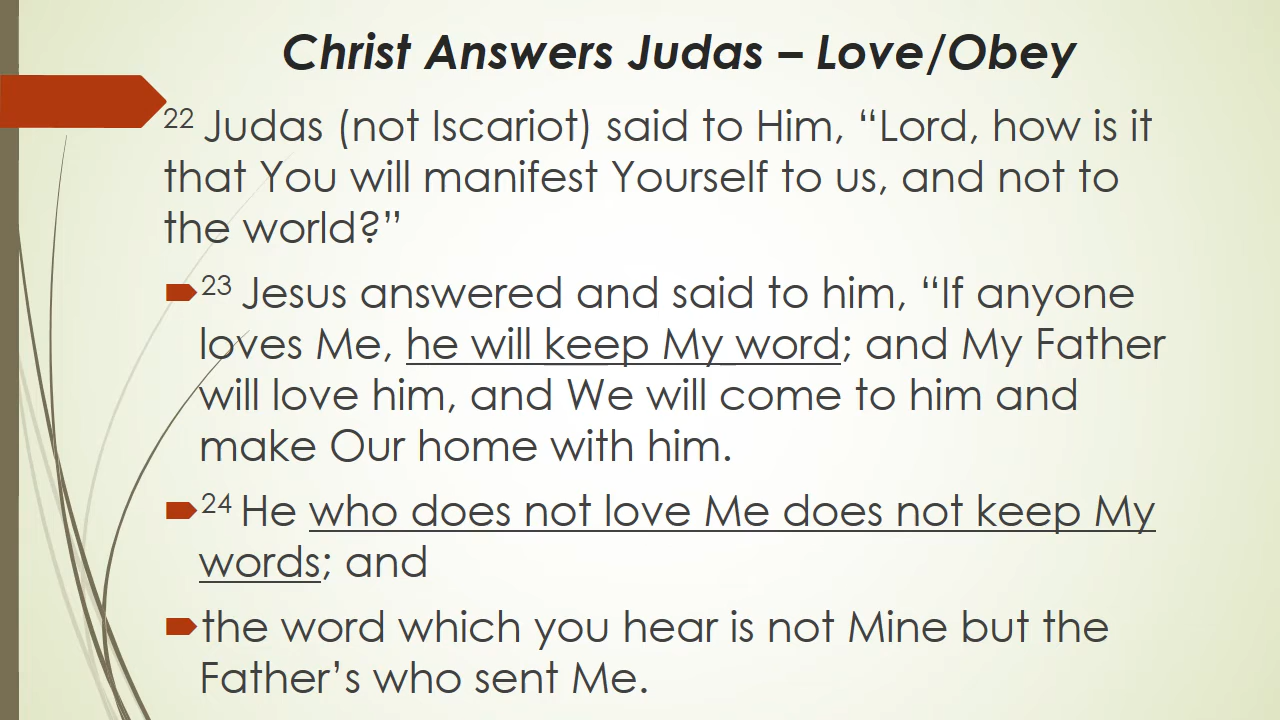 Christ Answers Judas – Love/Obey
22 Judas (not Iscariot) said to Him, “Lord, how is it
that You will manifest Yourself to us, and not to
the world?”
23 Jesus answered and said to him, “If anyone
loves Me, he will keep My word; and My Father
will love him, and We will come to him and
make Our home with him.
24 He who does not love Me does not keep My
words; and
the word which you hear is not Mine but the
Father’s who sent Me.